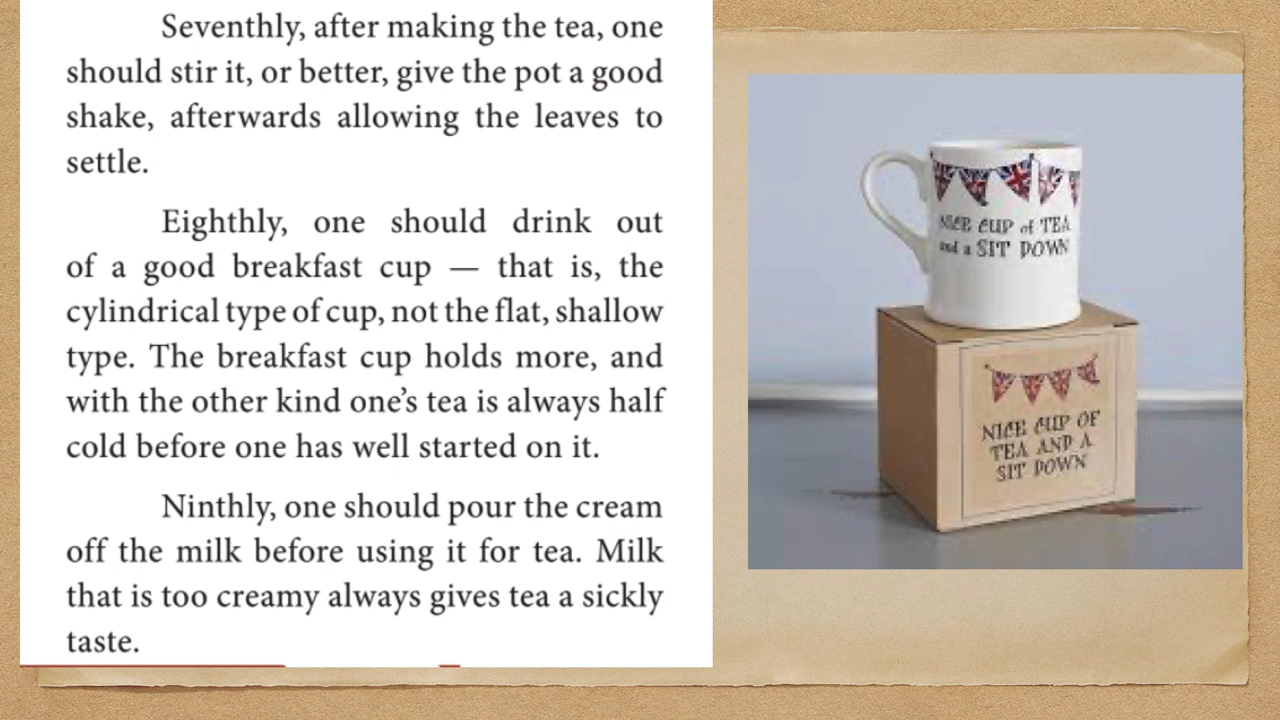 Seventhly, after making the tea, one
should stir it, or better, give the pot a good
shake, afterwards allowing the leaves to
settle.
Eighthly, one should drink out
of a good breakfast cup — that is, the
cylindrical type of cup, not the flat, shallow
type. The breakfast cup holds more, and
with the other kind one’s tea is always half
cold before one has well started on it.
Ninthly, one should pour the cream
off the milk before using it for tea. Milk
that is too creamy always gives tea a sickly
taste.
NICE CUP of TEA
and a SIT DOWN
NICE CUP OF
TEA AND A
SIT DOWN